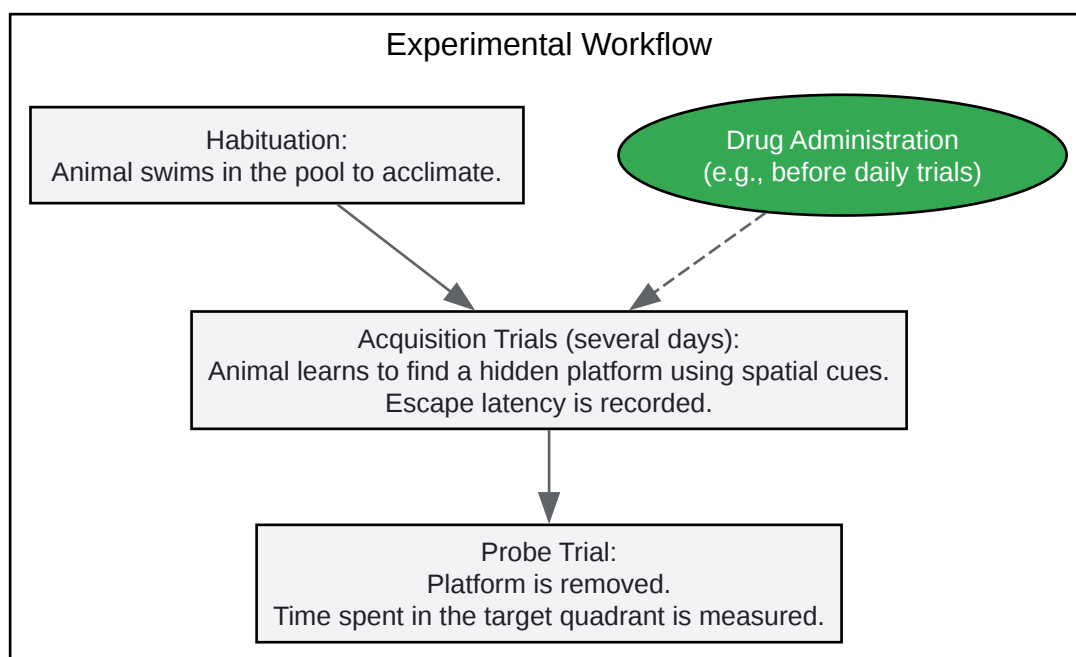 Experimental Workflow
Habituation:
Animal swims in the pool to acclimate.
Drug Administration
(e.g., before daily trials)
Acquisition Trials (several days):
Animal learns to find a hidden platform using spatial cues.
Escape latency is recorded.
Probe Trial:
Platform is removed.
Time spent in the target quadrant is measured.